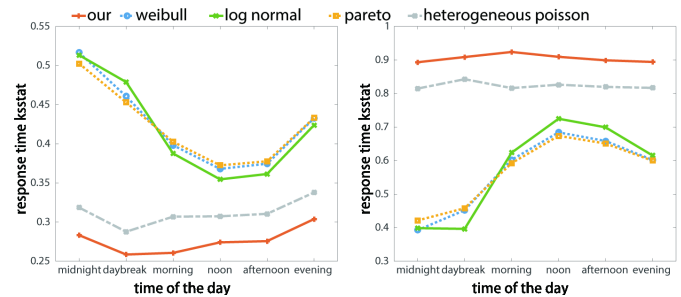 our weibull log normal pareto heterogeneous poisson
0.55
0.5
0.45
0.4
0.35
0.3
0.25
response time ksstat
midnight daybreak morning noon afternoon evening
time of the day
1
0.9
0.8
0.7
0.6
0.5
0.4
0.3
response time ksstat
midnight daybreak morning noon afternoon evening
time of the day